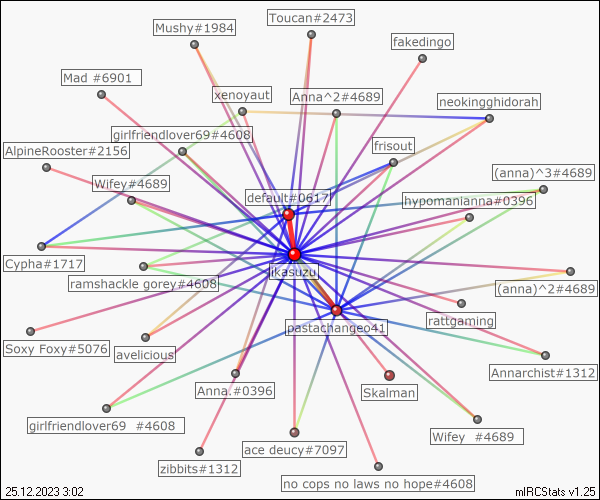 Toucan#2473
Mushy#1984
fakedingo
Mad #6901
xenoyaut
Anna^2#4689
neokingghidorah
girlfriendlover69#4608
AlpineRooster#2156
frisout
(anna)^3#4689
Wifey#4689
default#0617
hypomanianna#0396
Cypha#1717
ikasuzu
ramshackle gorey#4608
(anna)^2#4689
rattgaming
pastachangeo41
Soxy Foxy#5076
avelicious
Annarchist#1312
Anna.#0396
Skalman
girlfriendlover69 #4608
Wifey #4689
ace deucy#7097
zibbits#1312
no cops no laws no hope#4608
25.12.2023 3:02
mIRCStats v1.25